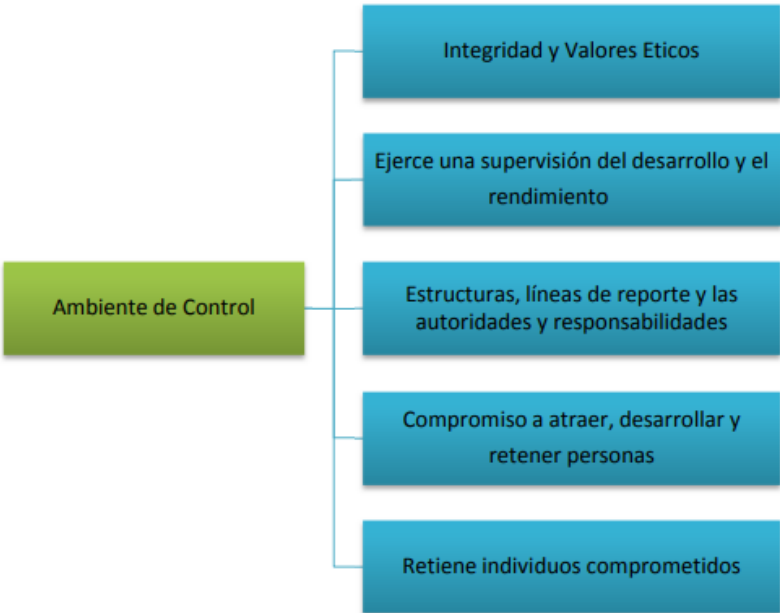 Integridad y Valores Eticos
Ejerce una supervisión del desarrollo y el
rendimiento
Ambiente de Control
Estructuras, líneas de reporte y las
autoridades y responsabilidades
Compromiso a atraer, desarrollar y
retener personas
Retiene individuos comprometidos